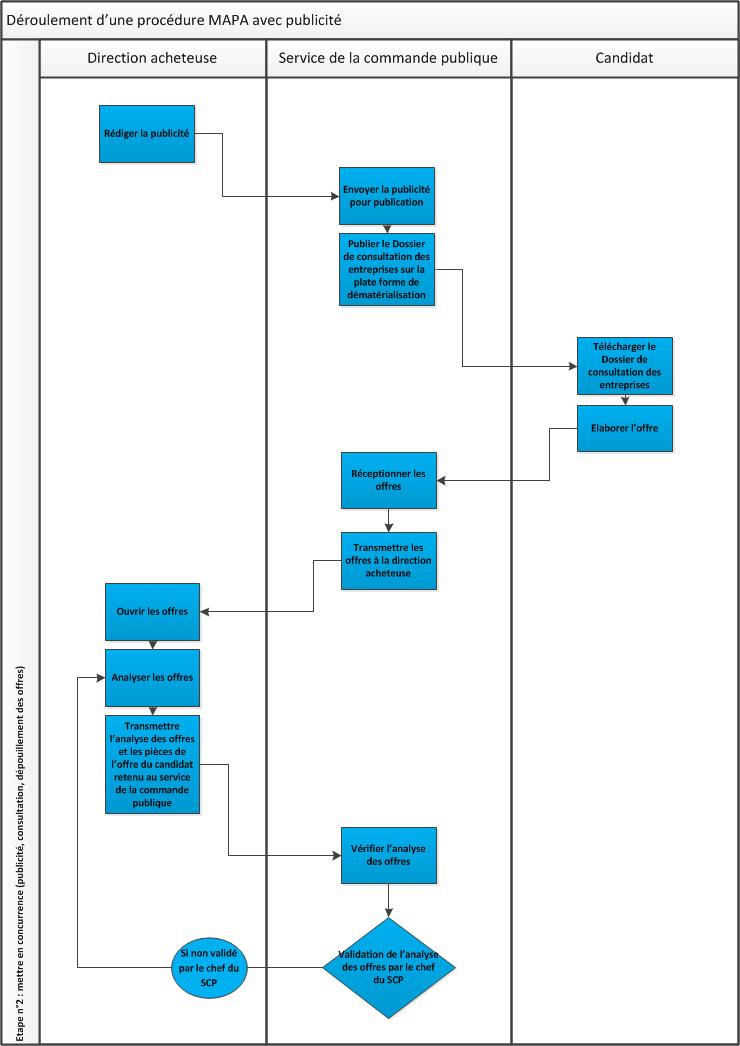 Déroulement d’une procédure MAPA avec publicité
Direction acheteuse
Service de la commande publique
Candidat
Rédiger la publicité
Envoyer la publicité
pour publication
Publier le Dossier
de consultation des
entreprises sur la
plate forme de
dématérialisation
Télécharger le
Dossier de
consultation des
entreprises
Elaborer l’offre
Réceptionner les
offres
Transmettre les
offres à la direction
acheteuse
Ouvrir les offres
Analyser les offres
Transmettre
l’analyse des offres
et les pièces de
l’offre du candidat
retenu au service
de la commande
publique
Vérifier l’analyse
des offres
Validation de l’analyse
des offres par le chef
du SCP
Si non validé
par le chef du
SCP
Etape n°2 : mettre en concurrence (publicité, consultation, dépouillement des offres)